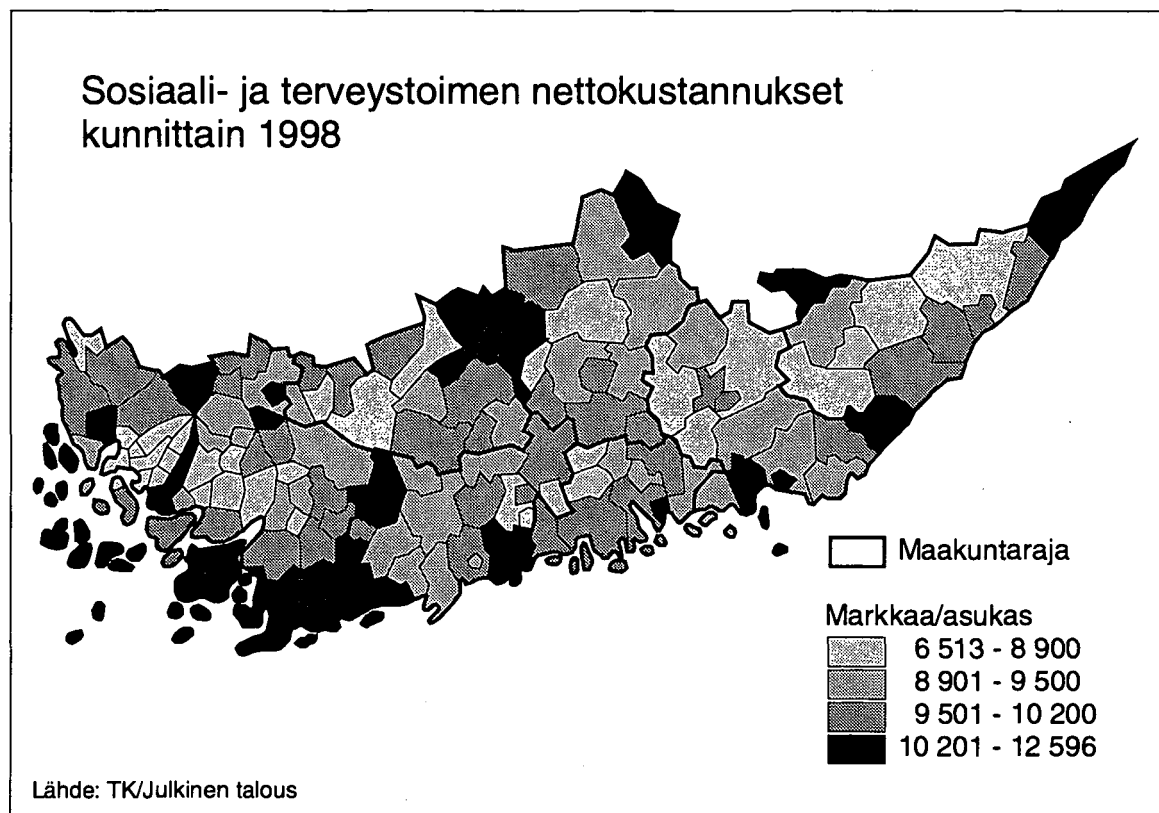 Sosiaali- ja terveystoimen nettokustannukset
kunnittain 1998
Maakuntaraja
Markkaa/asukas
6 513 - 8 900
8 901 - 9 500
9 501 - 10 200
10 201 - 12 596
Lähde: TK/Julkinen talous